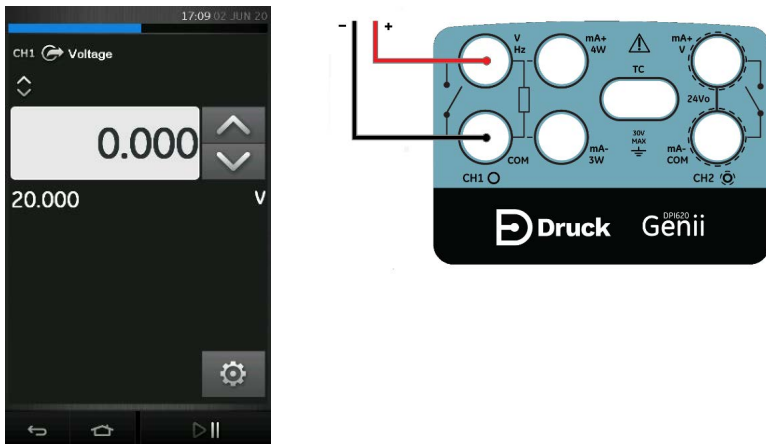 17:09 02 JUN 20
CH1 Voltage
0.000
20.000 V
- +
V
Hz
mA+
4W
TC
mA+
V
24Vo
30V
MAX
COM
mA-
3W
mA-
COM
CH1
CH2
Druck
DPI620
Genii